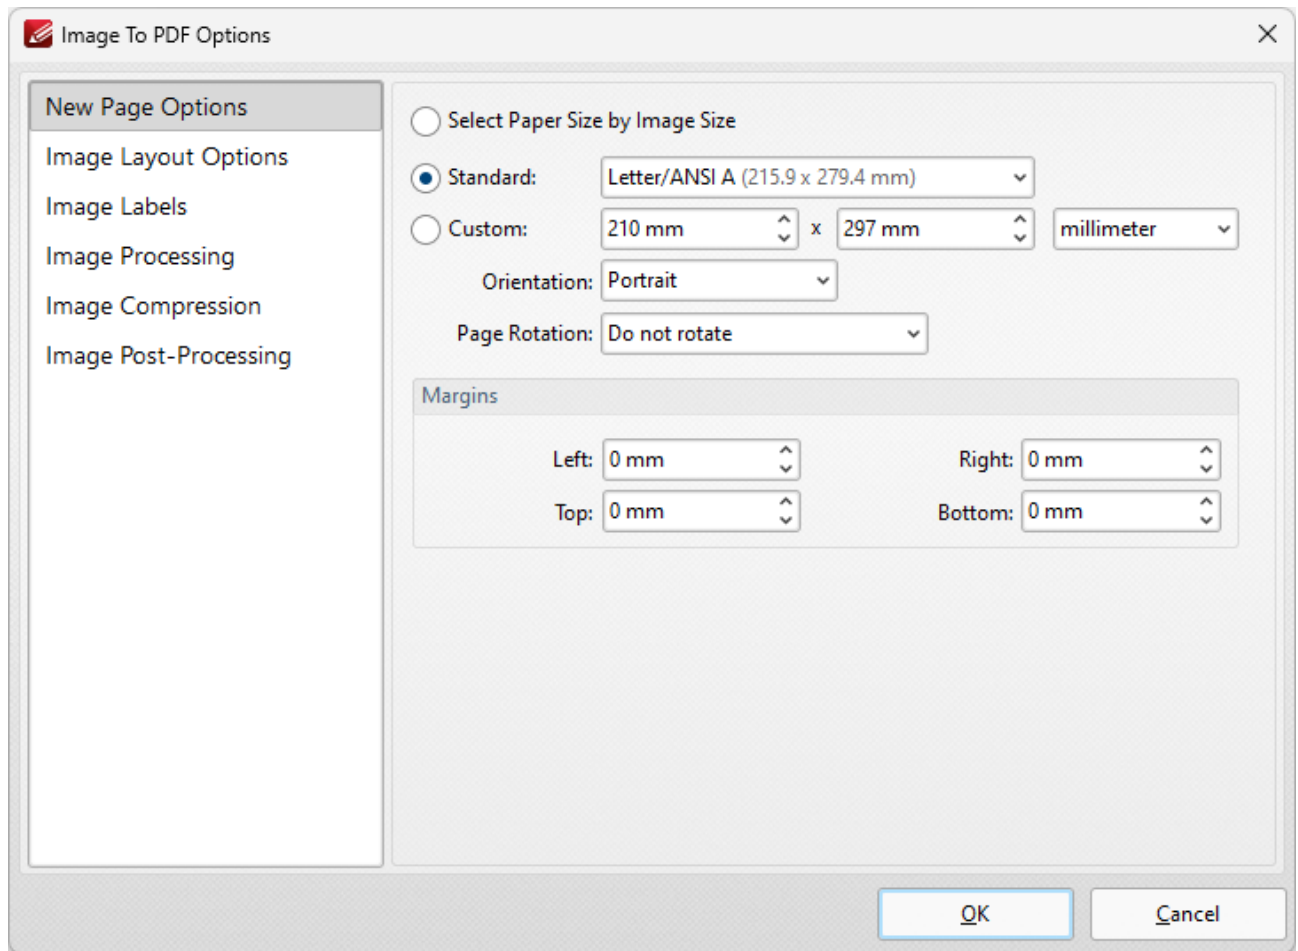 Image To PDF Options
New Page Options
Image Layout Options
Image Labels
Image Processing
Image Compression
Image Post-Processing
Select Paper Size by Image Size
Standard: Letter/ANSI A (215.9 x 279.4 mm)
Custom: 210 mm x 297 mm millimeter
Orientation: Portrait
Page Rotation: Do not rotate
Margins
Left: 0 mm Right: 0 mm
Top: 0 mm Bottom: 0 mm
OK Cancel